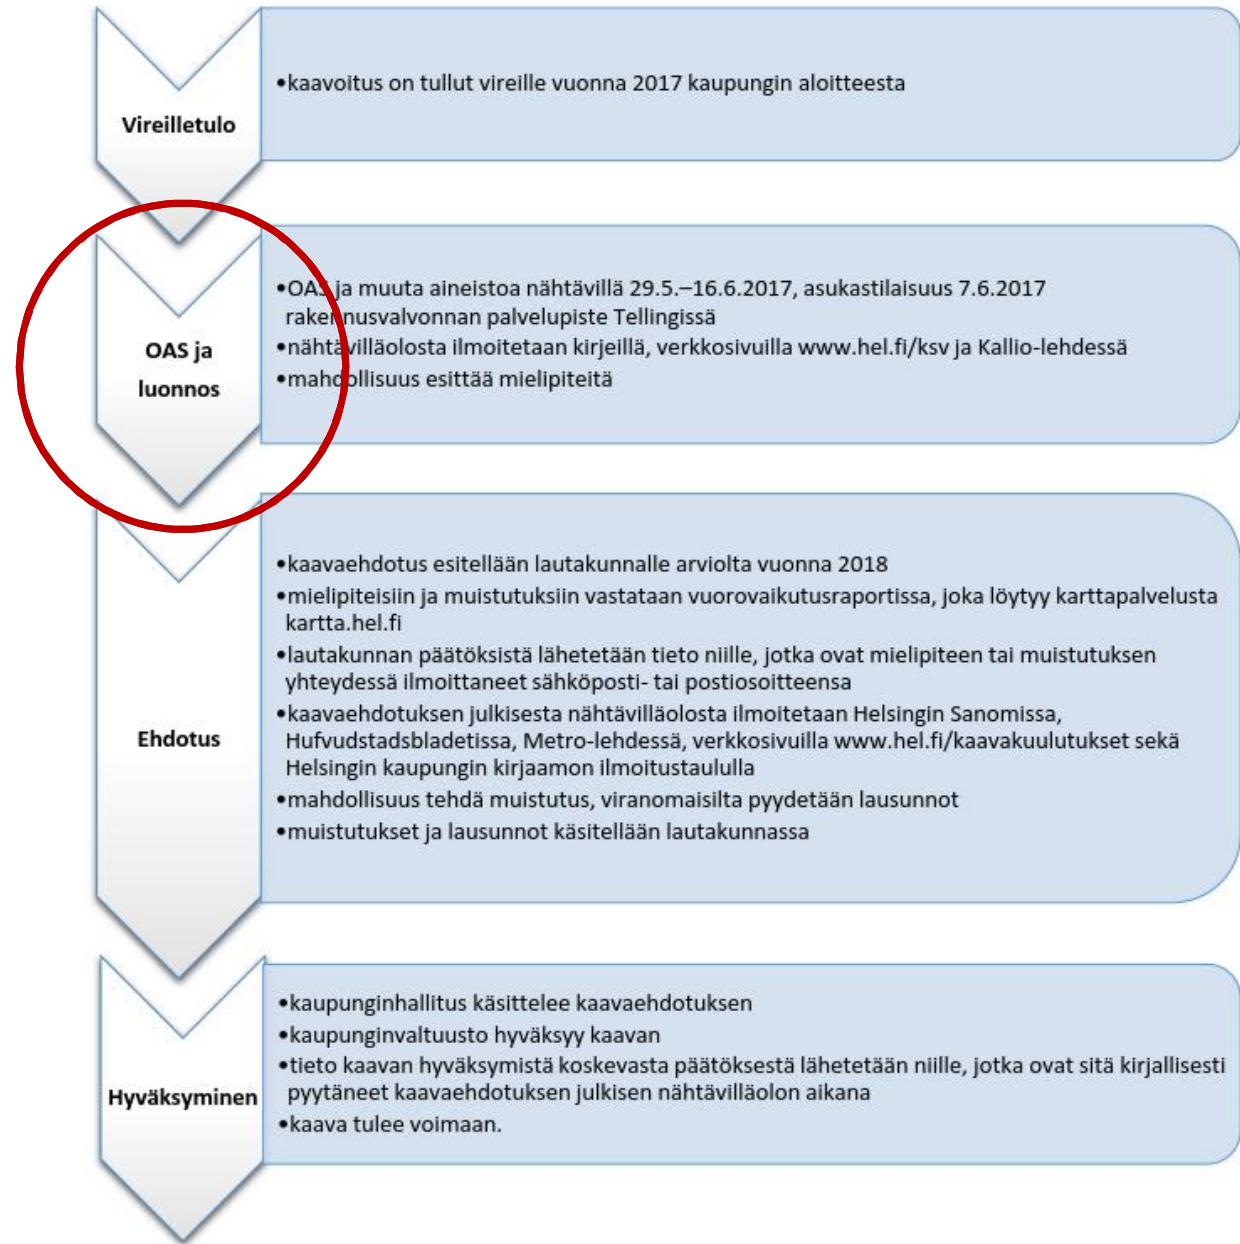 Vireilletulo
•kaavoitus on tullut vireille vuonna 2017 kaupungin aloitteesta
OAS ja
luonnos
•OAS ja muuta aineistoa nähtävillä 29.5.–16.6.2017, asukastilaisuus 7.6.2017
rakennusvalvonnan palvelupiste Tellingissä
•nähtävilläolosta ilmoitetaan kirjeillä, verkkosivuilla www.hel.fi/ksv ja Kallio-lehdessä
•mahdollisuus esittää mielipiteitä
Ehdotus
•kaavaehdotus esitellään lautakunnalle arviolta vuonna 2018
•mielipiteisiin ja muistutuksiin vastataan vuorovaikutusraportissa, joka löytyy karttapalvelusta
kartta.hel.fi
•lautakunnan päätöksistä lähetetään tieto niille, jotka ovat mielipiteen tai muistutuksen
yhteydessä ilmoittaneet sähköposti- tai postiosoitteensa
•kaavaehdotuksen julkisesta nähtävilläolosta ilmoitetaan Helsingin Sanomissa,
Hufvudstadsbladetissa, Metro-lehdessä, verkkosivuilla www.hel.fi/kaavakuulutukset sekä
Helsingin kaupungin kirjaamon ilmoitustaululla
•mahdollisuus tehdä muistutus, viranomaisilta pyydetään lausunnot
•muistutukset ja lausunnot käsitellään lautakunnassa
Hyväksyminen
•kaupunginhallitus käsittelee kaavaehdotuksen
•kaupunginvaltuusto hyväksyy kaavan
•tieto kaavan hyväksymistä koskevasta päätöksestä lähetetään niille, jotka ovat sitä kirjallisesti
pyytäneet kaavaehdotuksen julkisen nähtävilläolon aikana
•kaava tulee voimaan.